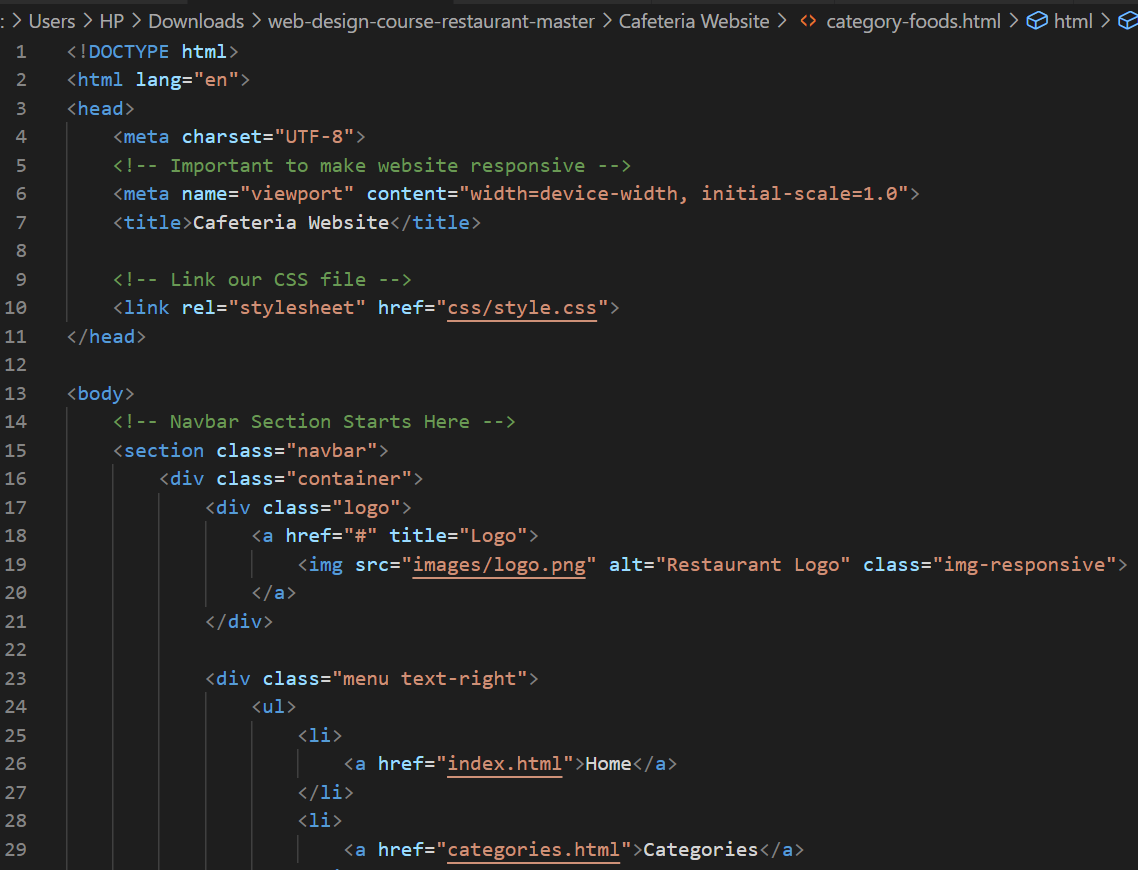 : > Users > HP > Downloads > web-design-course-restaurant-master > Cafeteria Website > <> category-foods.html > html >
1 <!DOCTYPE html>
2 <html lang="en">
3 <head>
4     <meta charset="UTF-8">
5     <!-- Important to make website responsive -->
6     <meta name="viewport" content="width=device-width, initial-scale=1.0">
7     <title>Cafeteria Website</title>
8
9     <!-- Link our CSS file -->
10     <link rel="stylesheet" href="css/style.css">
11 </head>
12
13 <body>
14     <!-- Navbar Section Starts Here -->
15     <section class="navbar">
16         <div class="container">
17             <div class="logo">
18                 <a href="#" title="Logo">
19                     <img src="images/logo.png" alt="Restaurant Logo" class="img-responsive">
20                 </a>
21             </div>
22
23             <div class="menu text-right">
24                 <ul>
25                     <li>
26                         <a href="index.html">Home</a>
27                     </li>
28                     <li>
29                         <a href="categories.html">Categories</a>